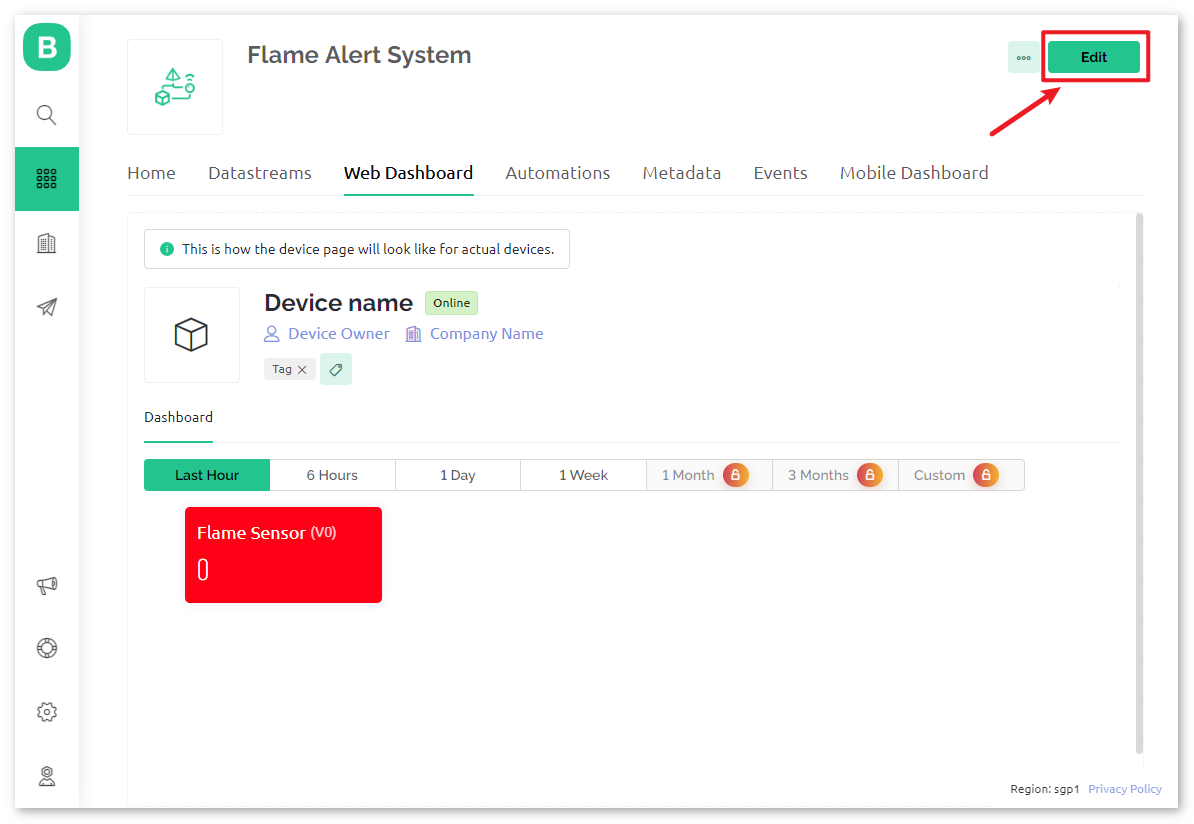 B
Flame Alert System
Edit
Home Datastreams Web Dashboard Automations Metadata Events Mobile Dashboard
This is how the device page will look like for actual devices.
Device name Online
Device Owner Company Name
Tag
Dashboard
Last Hour 6 Hours 1 Day 1 Week 1 Month 3 Months Custom
Flame Sensor (V0)
0
Region: sgp1 Privacy Policy